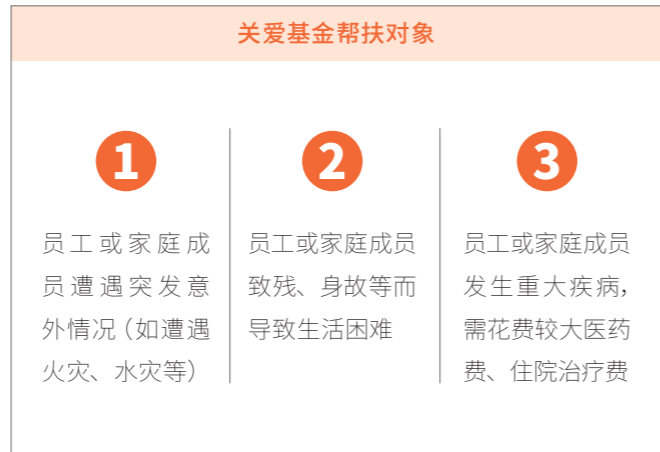 关爱基金帮扶对象
1
员工或家庭成
员遭遇突发意
外情况（如遭遇
火灾、水灾等）
2
员工或家庭成员
致残、身故等而
导致生活困难
3
员工或家庭成员
发生重大疾病，
需花费较大医药
费、住院治疗费